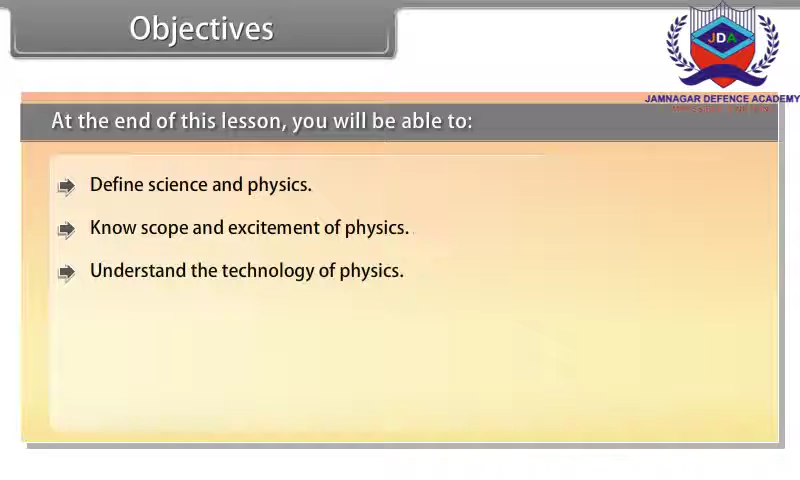 Objectives
JDA
JAMNAGAR DEFENCE ACADEMY
At the end of this lesson, you will be able to:
Define science and physics.
Know scope and excitement of physics.
Understand the technology of physics.